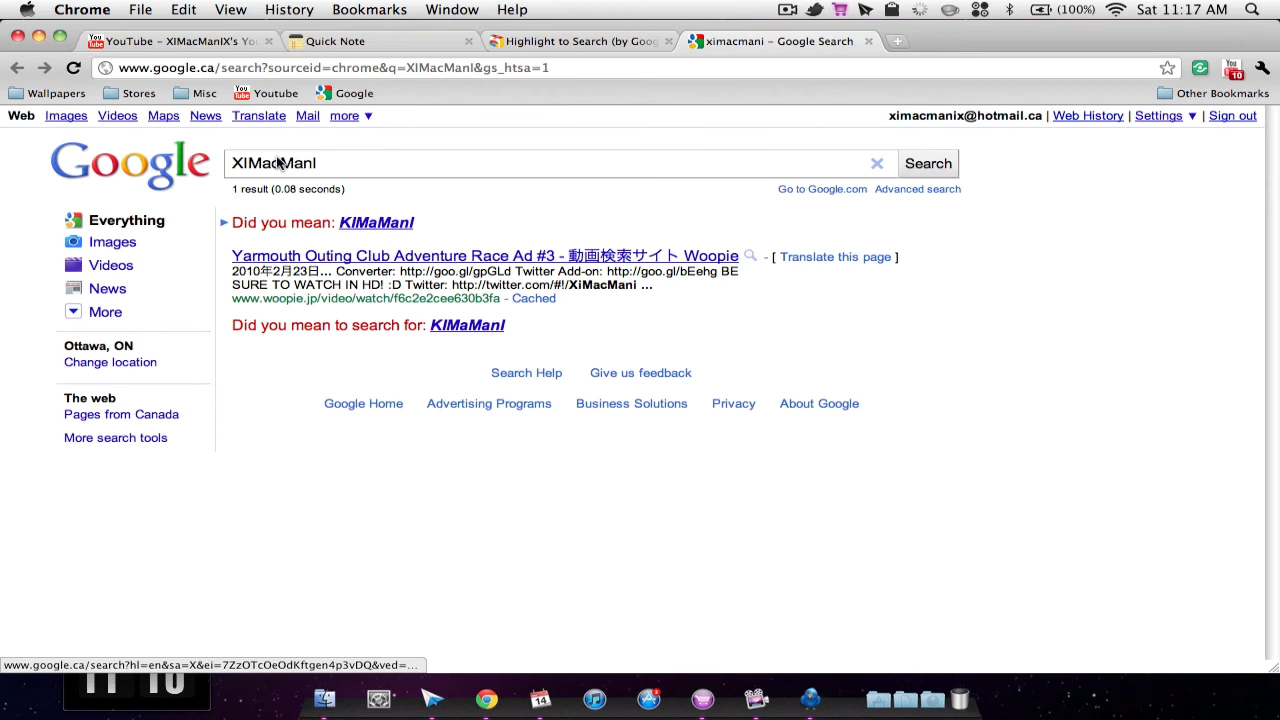 Chrome File Edit View History Bookmarks Window Help (100%) Sat 11:17 AM
YouTube - XIMacManIX's Yo
Quick Note
Highlight to Search (by Goog
ximacmani - Google Search
www.google.ca/search?sourceid=chrome&q=XIMacManI&gs_htsa=1
10
Wallpapers Stores Misc Youtube Google Other Bookmarks
Web Images Videos Maps News Translate Mail more ▼ ximacmanix@hotmail.ca | Web History | Settings ▼ | Sign out
Google
XIMacManI
Search
1 result (0.08 seconds)
Go to Google.com Advanced search
Everything
Images
Videos
News
More
Ottawa, ON
Change location
The web
Pages from Canada
More search tools
Did you mean: KIMaManI
Yarmouth Outing Club Adventure Race Ad #3 - 動画検索サイト Woopie - [ Translate this page ]
2010年2月23日... Converter: http://goo.gl/gpGLd Twitter Add-on: http://goo.gl/bEehg BE
SURE TO WATCH IN HD! :D Twitter: http://twitter.com/#!/XiMacMani ...
www.woopie.jp/video/watch/f6c2e2cee630b3fa - Cached
Did you mean to search for: KIMaManI
Search Help Give us feedback
Google Home Advertising Programs Business Solutions Privacy About Google
www.google.ca/search?hl=en&sa=X&ei=7ZzOTcOeOdKftgen4p3vDQ&ved=...
14